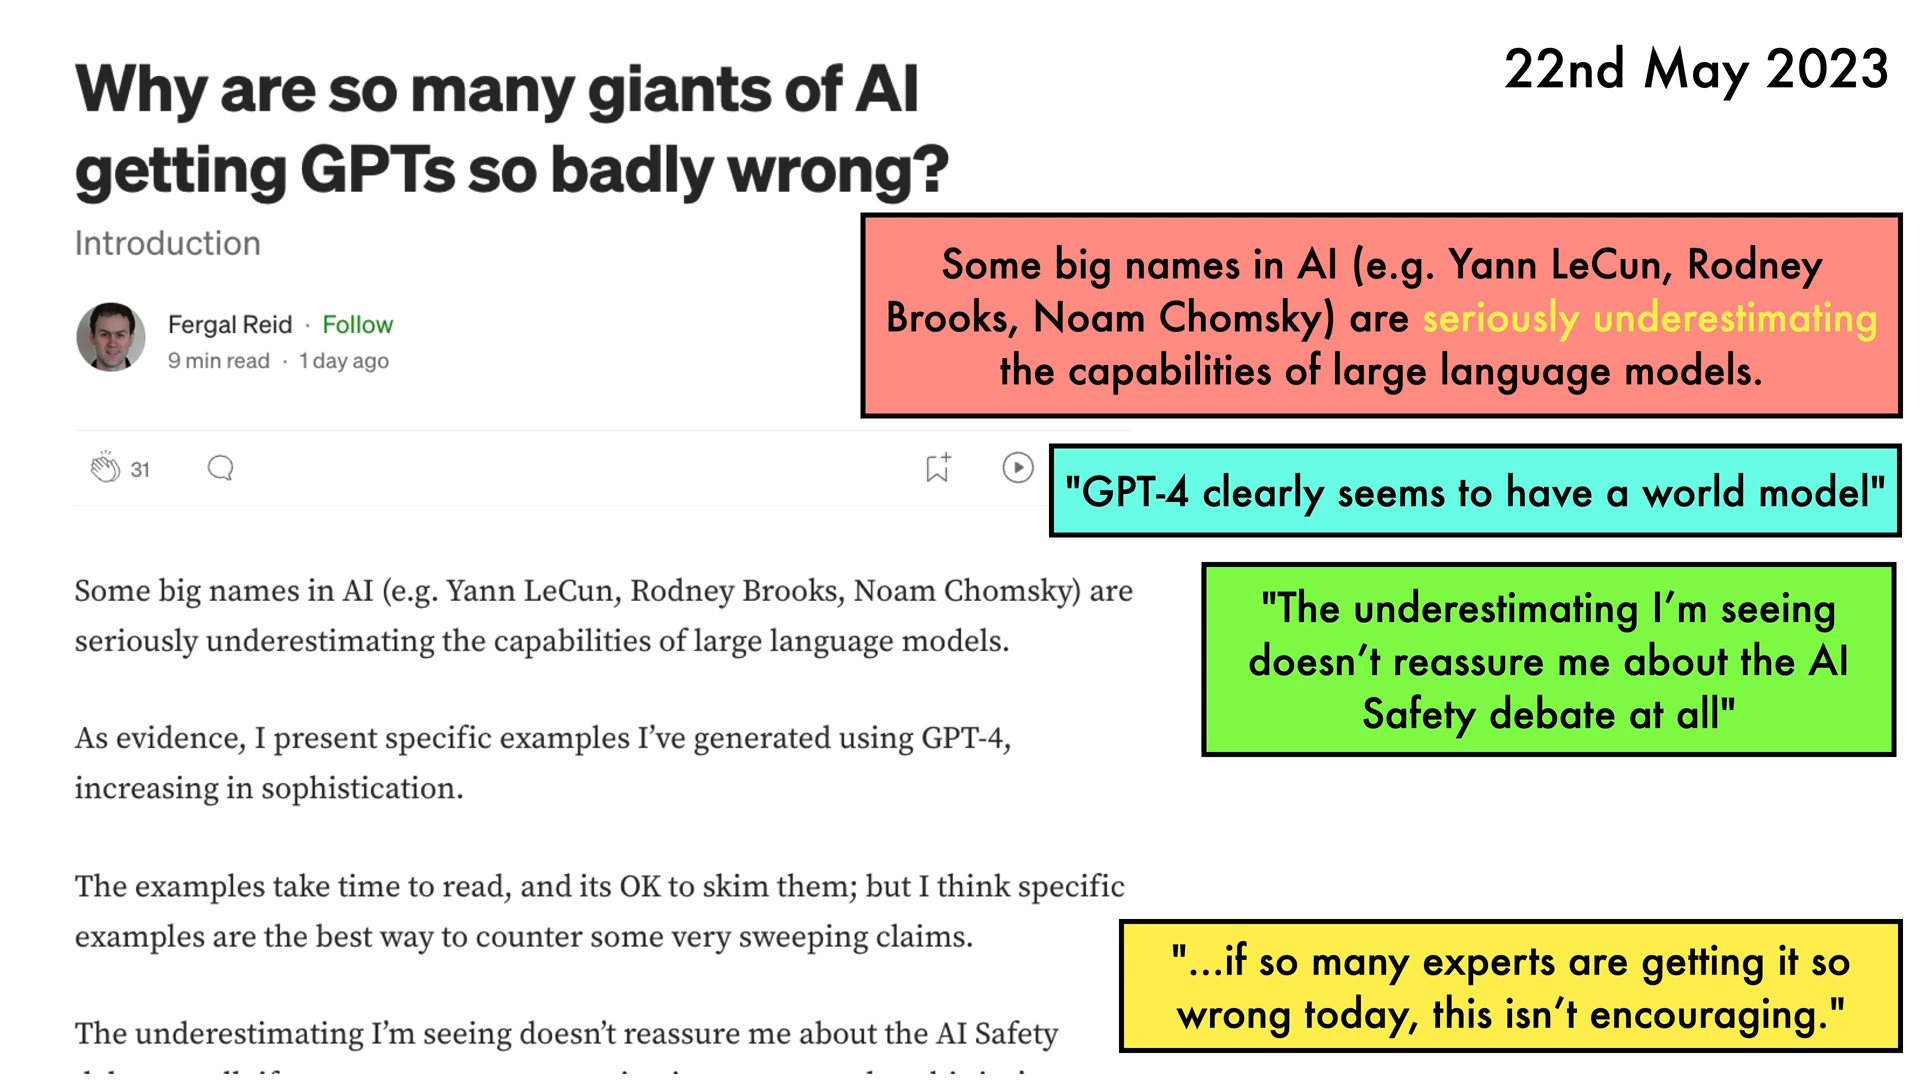 Why are so many giants of AI
getting GPTs so badly wrong?
22nd May 2023
Introduction
Fergal Reid · Follow
9 min read · 1 day ago
31
Some big names in AI (e.g. Yann LeCun, Rodney
Brooks, Noam Chomsky) are seriously underestimating
the capabilities of large language models.
"GPT-4 clearly seems to have a world model"
"The underestimating I’m seeing
doesn’t reassure me about the AI
Safety debate at all"
Some big names in AI (e.g. Yann LeCun, Rodney Brooks, Noam Chomsky) are
seriously underestimating the capabilities of large language models.
As evidence, I present specific examples I’ve generated using GPT-4,
increasing in sophistication.
The examples take time to read, and its OK to skim them; but I think specific
examples are the best way to counter some very sweeping claims.
The underestimating I’m seeing doesn’t reassure me about the AI Safety
"...if so many experts are getting it so
wrong today, this isn’t encouraging."